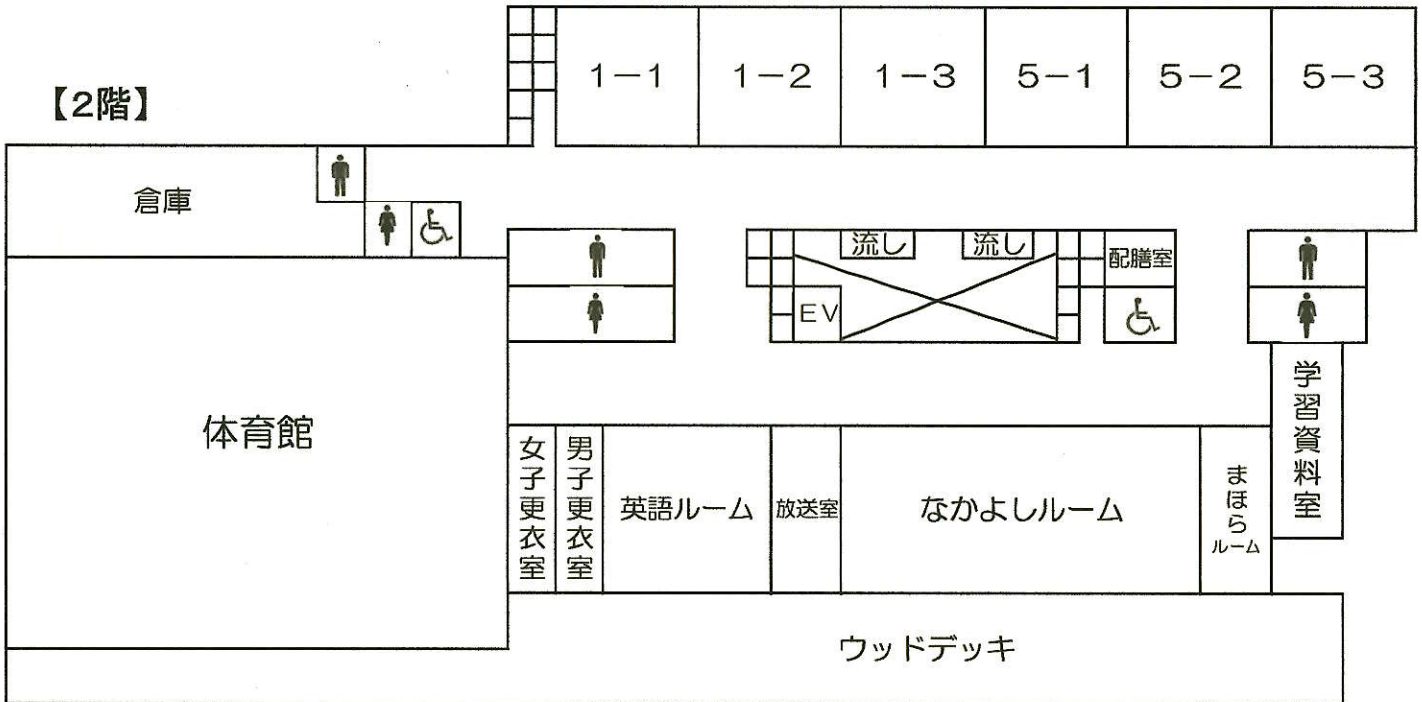 【2階】
1-1
1-2
1-3
5-1
5-2
5-3
倉庫
流し
流し
配膳室
EV
体育館
学習資料室
女子更衣室
男子更衣室
英語ルーム
放送室
なかよしルーム
まほら
ルーム
ウッドデッキ